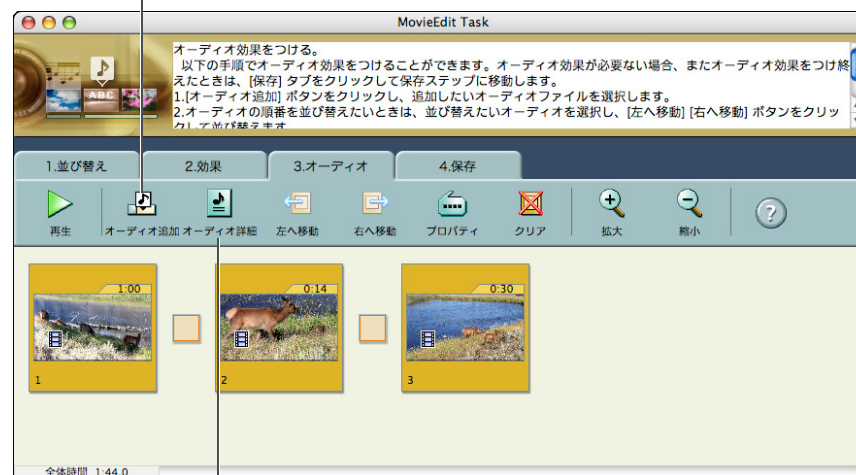 MovieEdit Task
オーディオ効果をつける。
以下の手順でオーディオ効果をつけることができます。オーディオ効果が必要ない場合、またオーディオ効果をつけ終
えたときは、[保存] タブをクリックして保存ステップに移動します。
1.[オーディオ追加] ボタンをクリックし、追加したいオーディオファイルを選択します。
2.オーディオの順番を並び替えたいときは、並び替えたいオーディオを選択し、[左へ移動] [右へ移動] ボタンをクリッ
クして並び替えます
ABC
1.並び替え 2.効果 3.オーディオ 4.保存
再生 オーディオ追加 オーディオ詳細 左へ移動 右へ移動 プロパティ クリア 拡大 縮小 ?
1:00 0:14 0:30
1 2 3
全体時間 1:44.0